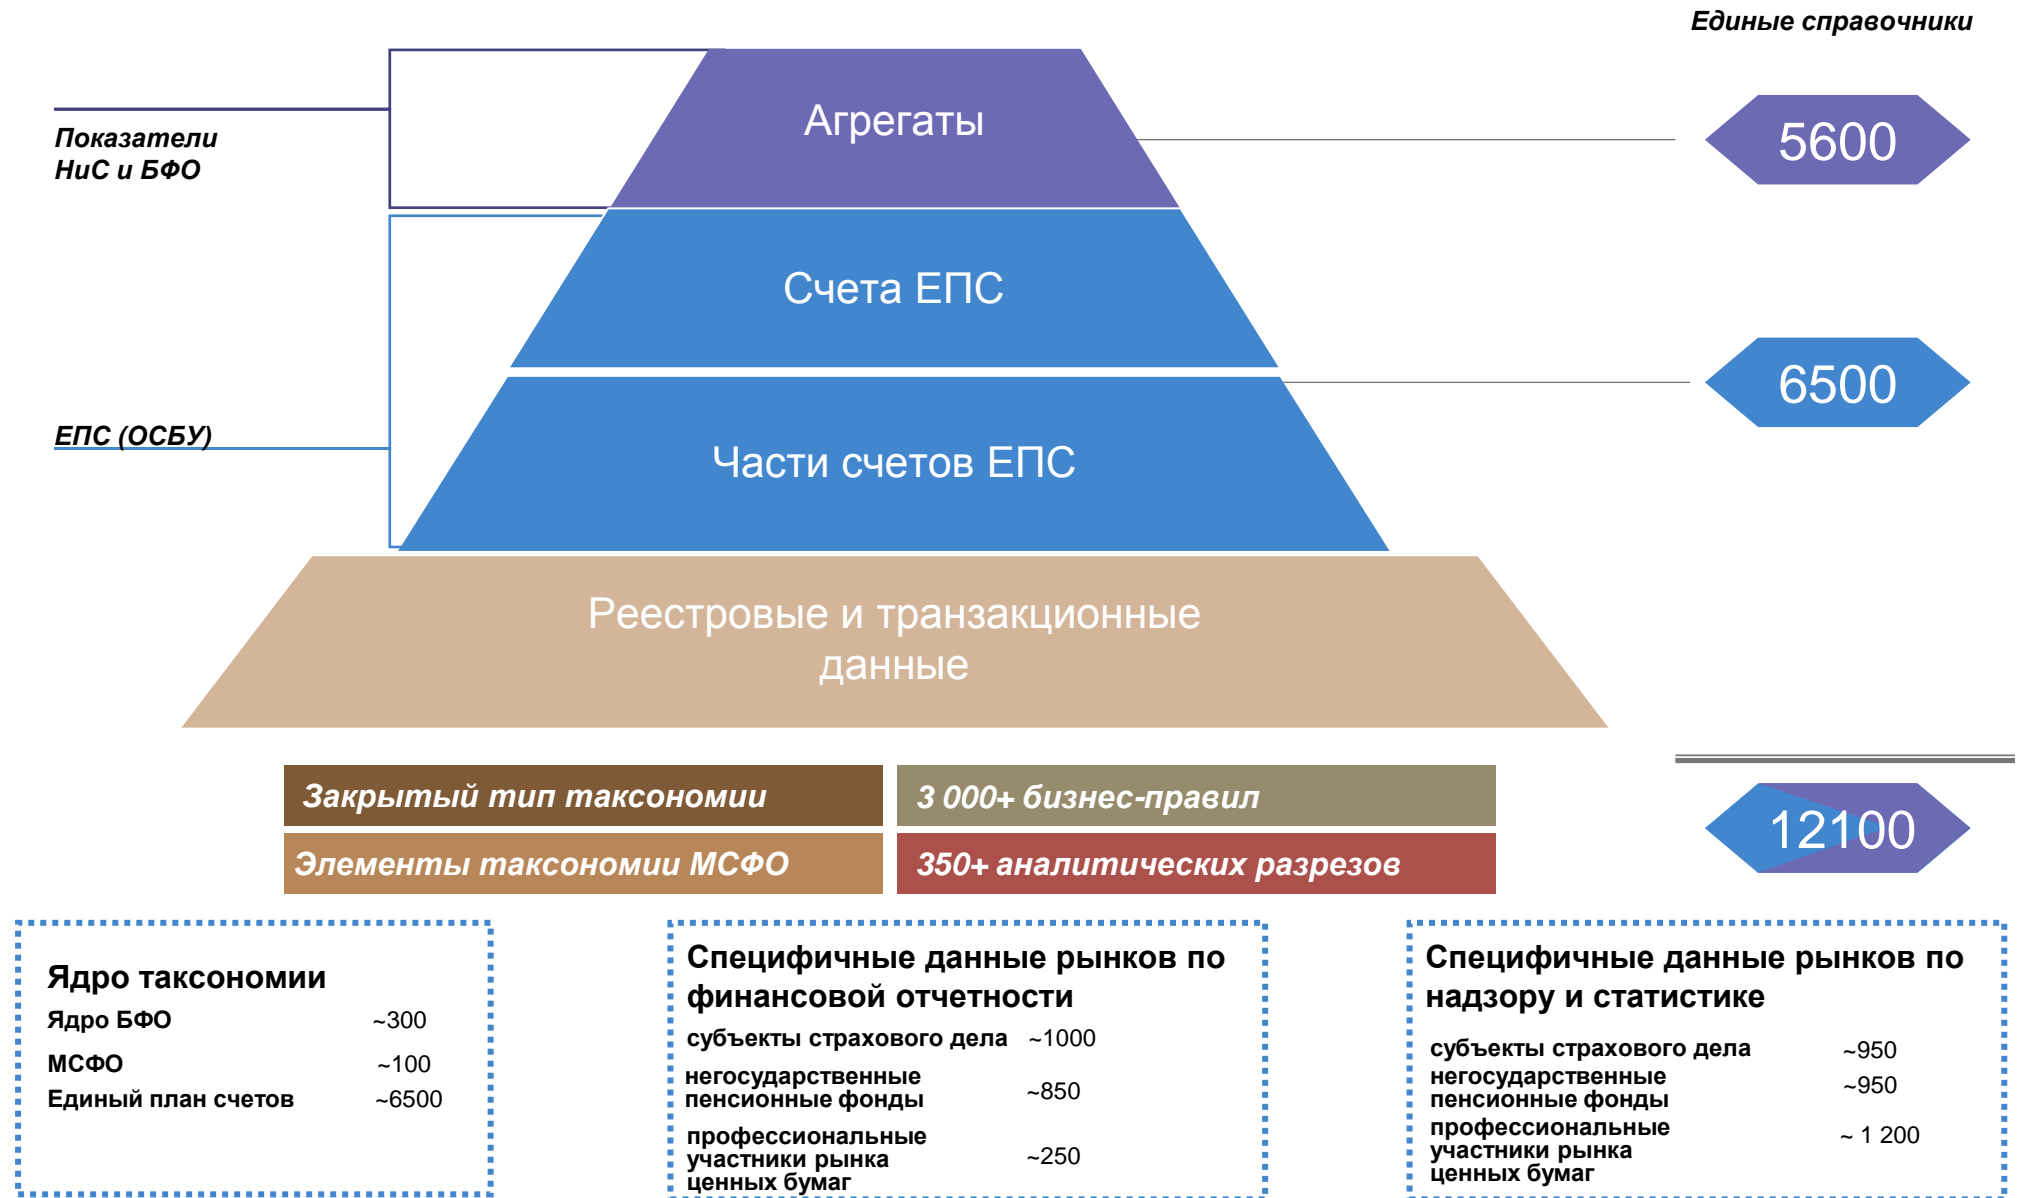 Единые справочники
Агрегаты
5600
Показатели
НиС и БФО
Счета ЕПС
6500
ЕПС (ОСБУ)
Части счетов ЕПС
Реестровые и транзакционные
данные
Закрытый тип таксономии
3 000+ бизнес-правил
12100
Элементы таксономии МСФО
350+ аналитических разрезов
Ядро таксономии
Ядро БФО ~300
МСФО ~100
Единый план счетов ~6500
Специфичные данные рынков по
финансовой отчетности
субъекты страхового дела ~1000
негосударственные
пенсионные фонды ~850
профессиональные
участники рынка ~250
ценных бумаг
Специфичные данные рынков по
надзору и статистике
субъекты страхового дела ~950
негосударственные ~950
пенсионные фонды
профессиональные ~ 1 200
участники рынка
ценных бумаг